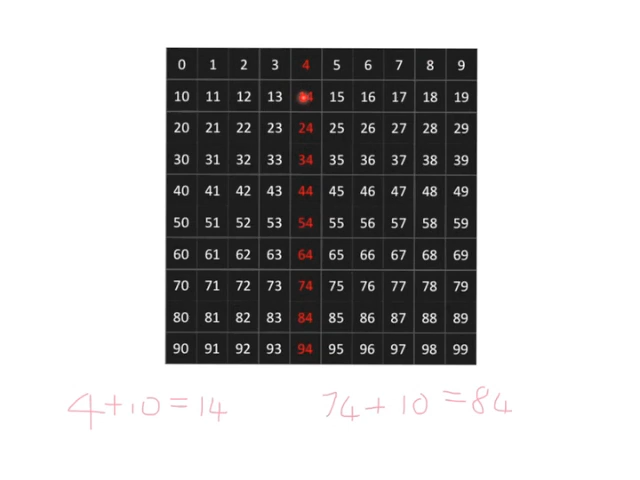 0 1 2 3 4 5 6 7 8 9
10 11 12 13 15 16 17 18 19
20 21 22 23 24 25 26 27 28 29
30 31 32 33 34 35 36 37 38 39
40 41 42 43 44 45 46 47 48 49
50 51 52 53 54 55 56 57 58 59
60 61 62 63 64 65 66 67 68 69
70 71 72 73 74 75 76 77 78 79
80 81 82 83 84 85 86 87 88 89
90 91 92 93 94 95 96 97 98 99
4+10=14 74+10=84